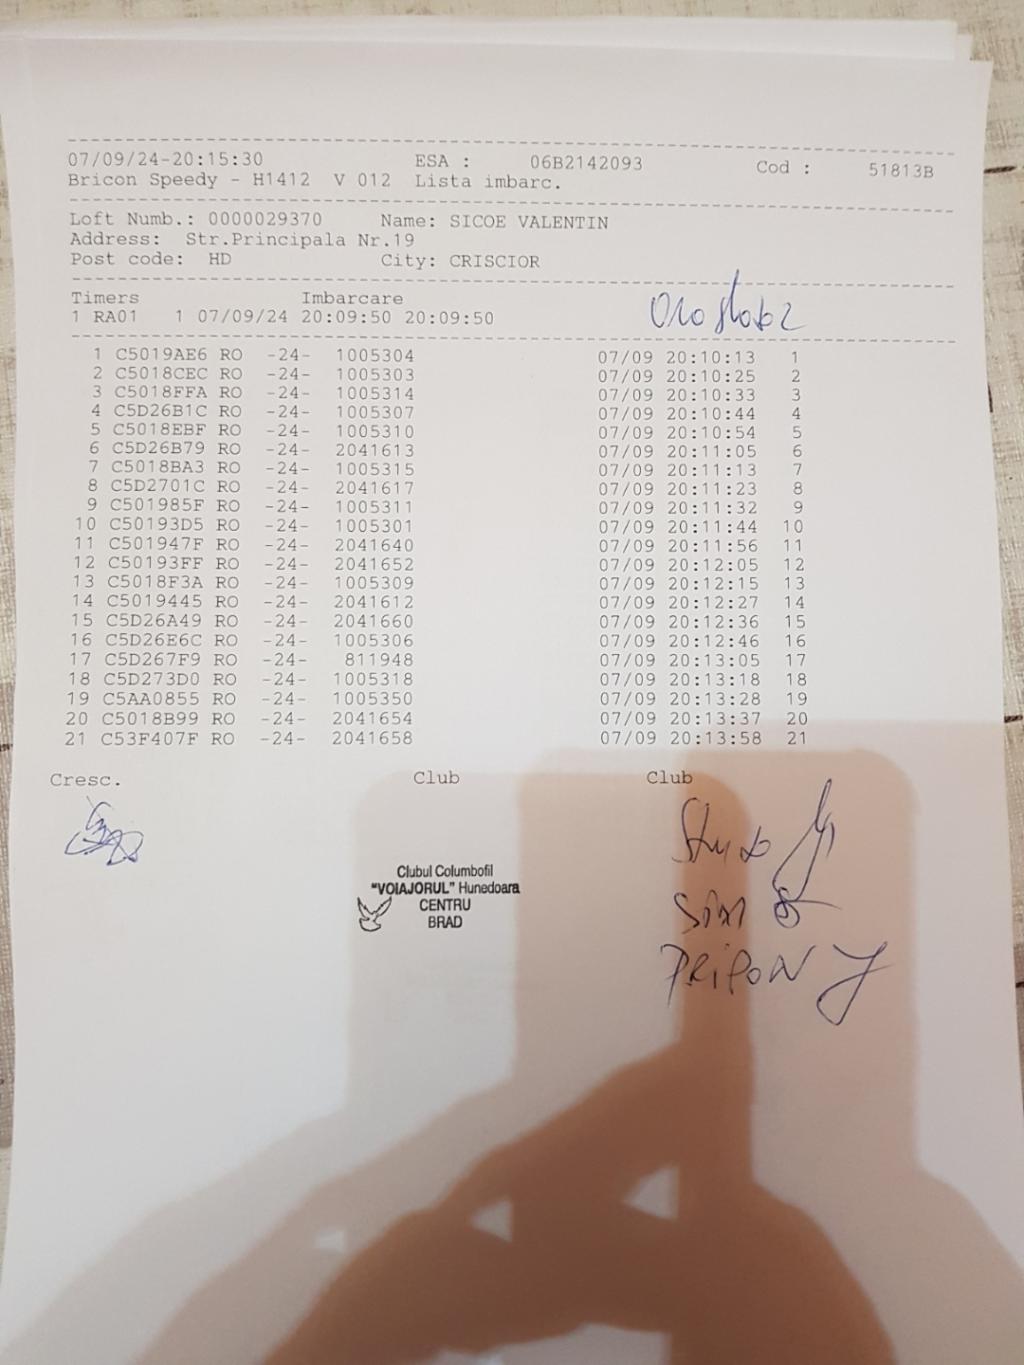 07/09/24-20:15:30 ESA : 06B2142093 Cod : 51813B
Bricon Speedy - H1412 V 012 Lista imbarc.
Loft Numb.: 0000029370 Name: SICOE VALENTIN
Address: Str.Principala Nr.19
Post code: HD City: CRISCIOR
Timers Imbarcare
1 RA01 1 07/09/24 20:09:50 20:09:50
1 C5019AE6 RO -24- 1005304 07/09 20:10:13 1
2 C5018CEC RO -24- 1005303 07/09 20:10:25 2
3 C5018FFA RO -24- 1005314 07/09 20:10:33 3
4 C5D26B1C RO -24- 1005307 07/09 20:10:44 4
5 C5018EBF RO -24- 1005310 07/09 20:10:54 5
6 C5D26B79 RO -24- 2041613 07/09 20:11:05 6
7 C5018BA3 RO -24- 1005315 07/09 20:11:13 7
8 C5D2701C RO -24- 2041617 07/09 20:11:23 8
9 C501985F RO -24- 1005311 07/09 20:11:32 9
10 C50193D5 RO -24- 1005301 07/09 20:11:44 10
11 C501947F RO -24- 2041640 07/09 20:11:56 11
12 C50193FF RO -24- 2041652 07/09 20:12:05 12
13 C5018F3A RO -24- 1005309 07/09 20:12:15 13
14 C5019445 RO -24- 2041612 07/09 20:12:27 14
15 C5D26A49 RO -24- 2041660 07/09 20:12:36 15
16 C5D26E6C RO -24- 1005306 07/09 20:12:46 16
17 C5D267F9 RO -24- 811948 07/09 20:13:05 17
18 C5D273D0 RO -24- 1005318 07/09 20:13:18 18
19 C5AA0855 RO -24- 1005350 07/09 20:13:28 19
20 C5018B99 RO -24- 2041654 07/09 20:13:37 20
21 C53F407F RO -24- 2041658 07/09 20:13:58 21
Cresc. Club Club
Clubul Columbofil
"VOIAJORUL" Hunedoara
CENTRU
BRAD
PRIPON